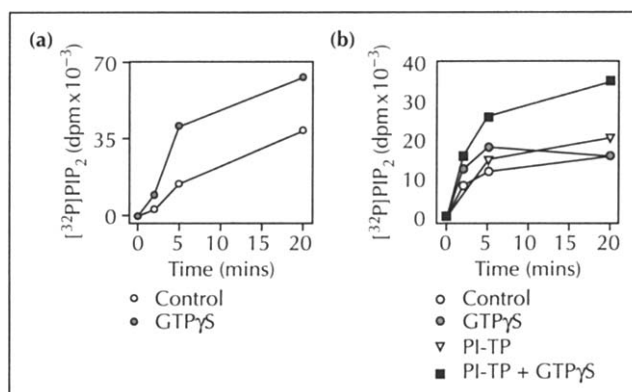 (a)
[³²P]PIP₂ (dpm x 10⁻³)
70
35
0
0 5 10 15 20
Time (mins)
Control
GTPγS
(b)
[³²P]PIP₂ (dpm x 10⁻³)
40
30
20
10
0
0 5 10 15 20
Time (mins)
Control
GTPγS
PI-TP
PI-TP + GTPγS